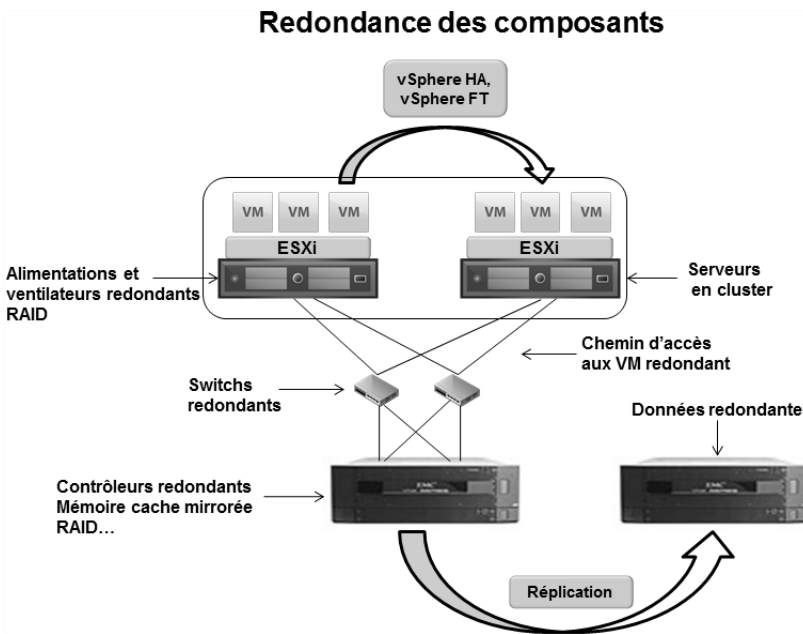 Redondance des composants
vSphere HA,
vSphere FT
VM VM VM
VM VM VM
ESXi
ESXi
Alimentations et
ventilateurs redondants
RAID
Serveurs
en cluster
Chemin d'accès
aux VM redondant
Switchs
redondants
Données redondante
Contrôleurs redondants
Mémoire cache mirrorée
RAID…
EMC
EMC
Réplication